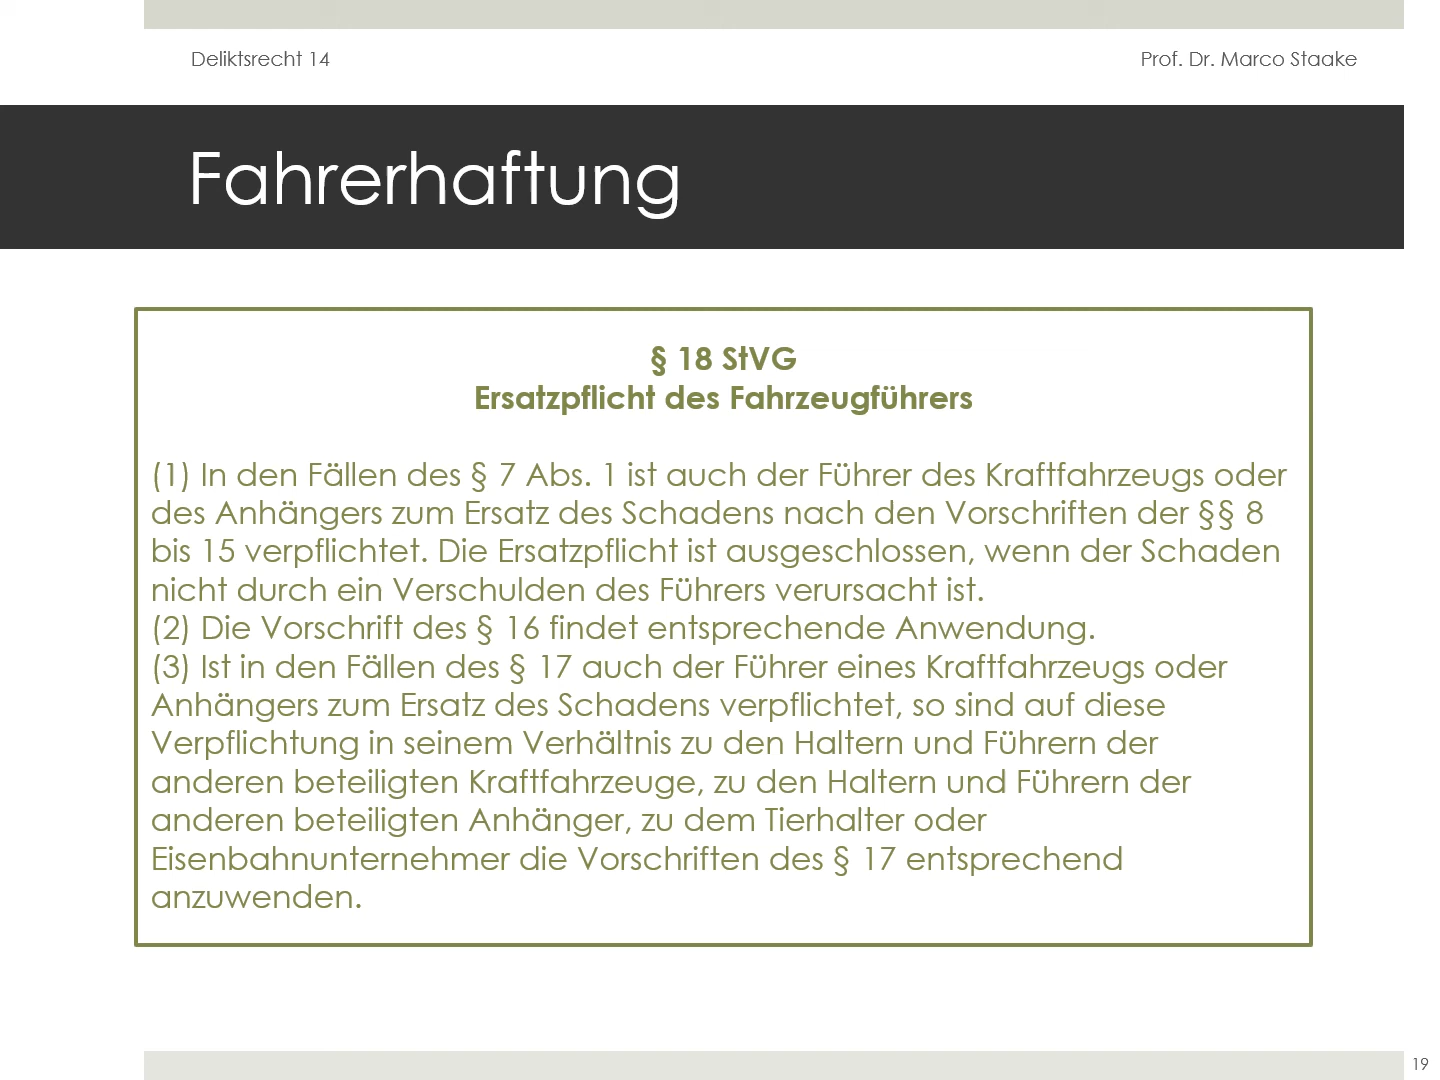 Deliktsrecht 14
Prof. Dr. Marco Staake
Fahrerhaftung
§ 18 StVG
Ersatzpflicht des Fahrzeugführers
(1) In den Fällen des § 7 Abs. 1 ist auch der Führer des Kraftfahrzeugs oder
des Anhängers zum Ersatz des Schadens nach den Vorschriften der §§ 8
bis 15 verpflichtet. Die Ersatzpflicht ist ausgeschlossen, wenn der Schaden
nicht durch ein Verschulden des Führers verursacht ist.
(2) Die Vorschrift des § 16 findet entsprechende Anwendung.
(3) Ist in den Fällen des § 17 auch der Führer eines Kraftfahrzeugs oder
Anhängers zum Ersatz des Schadens verpflichtet, so sind auf diese
Verpflichtung in seinem Verhältnis zu den Haltern und Führern der
anderen beteiligten Kraftfahrzeuge, zu den Haltern und Führern der
anderen beteiligten Anhänger, zu dem Tierhalter oder
Eisenbahnunternehmer die Vorschriften des § 17 entsprechend
anzuwenden.
19